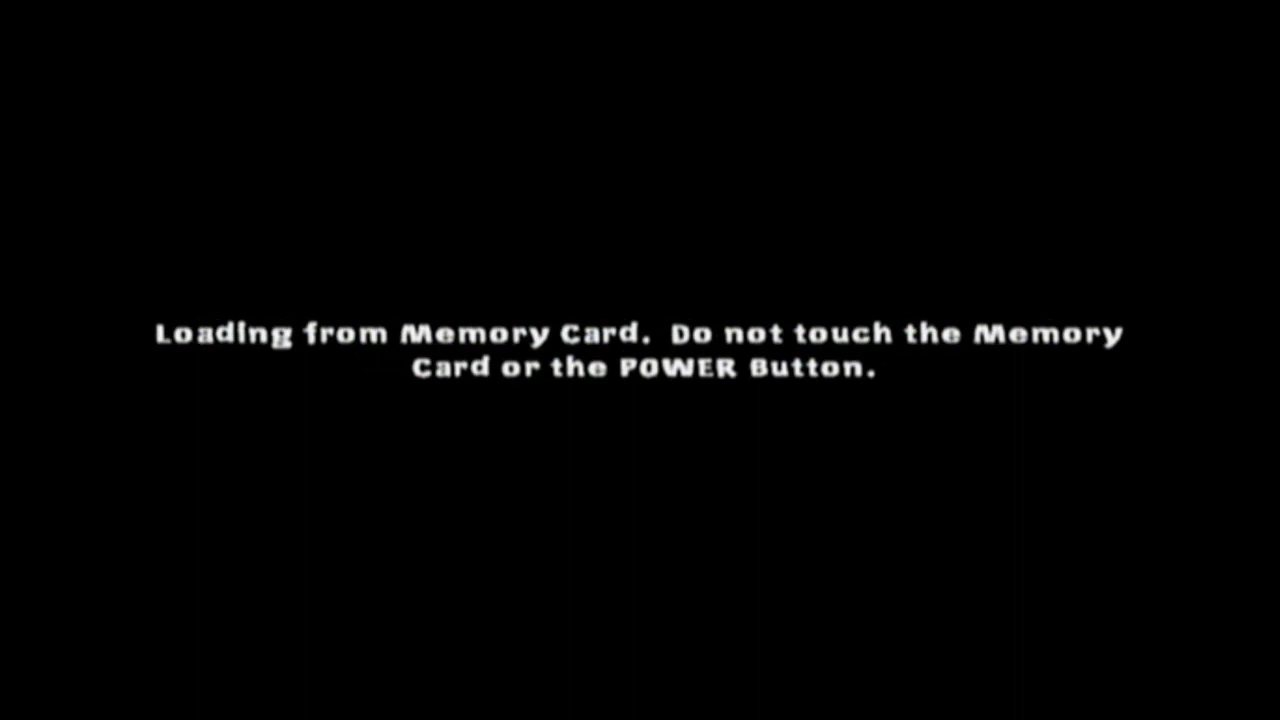 Loading from Memory Card.  Do not touch the Memory
Card or the POWER Button.